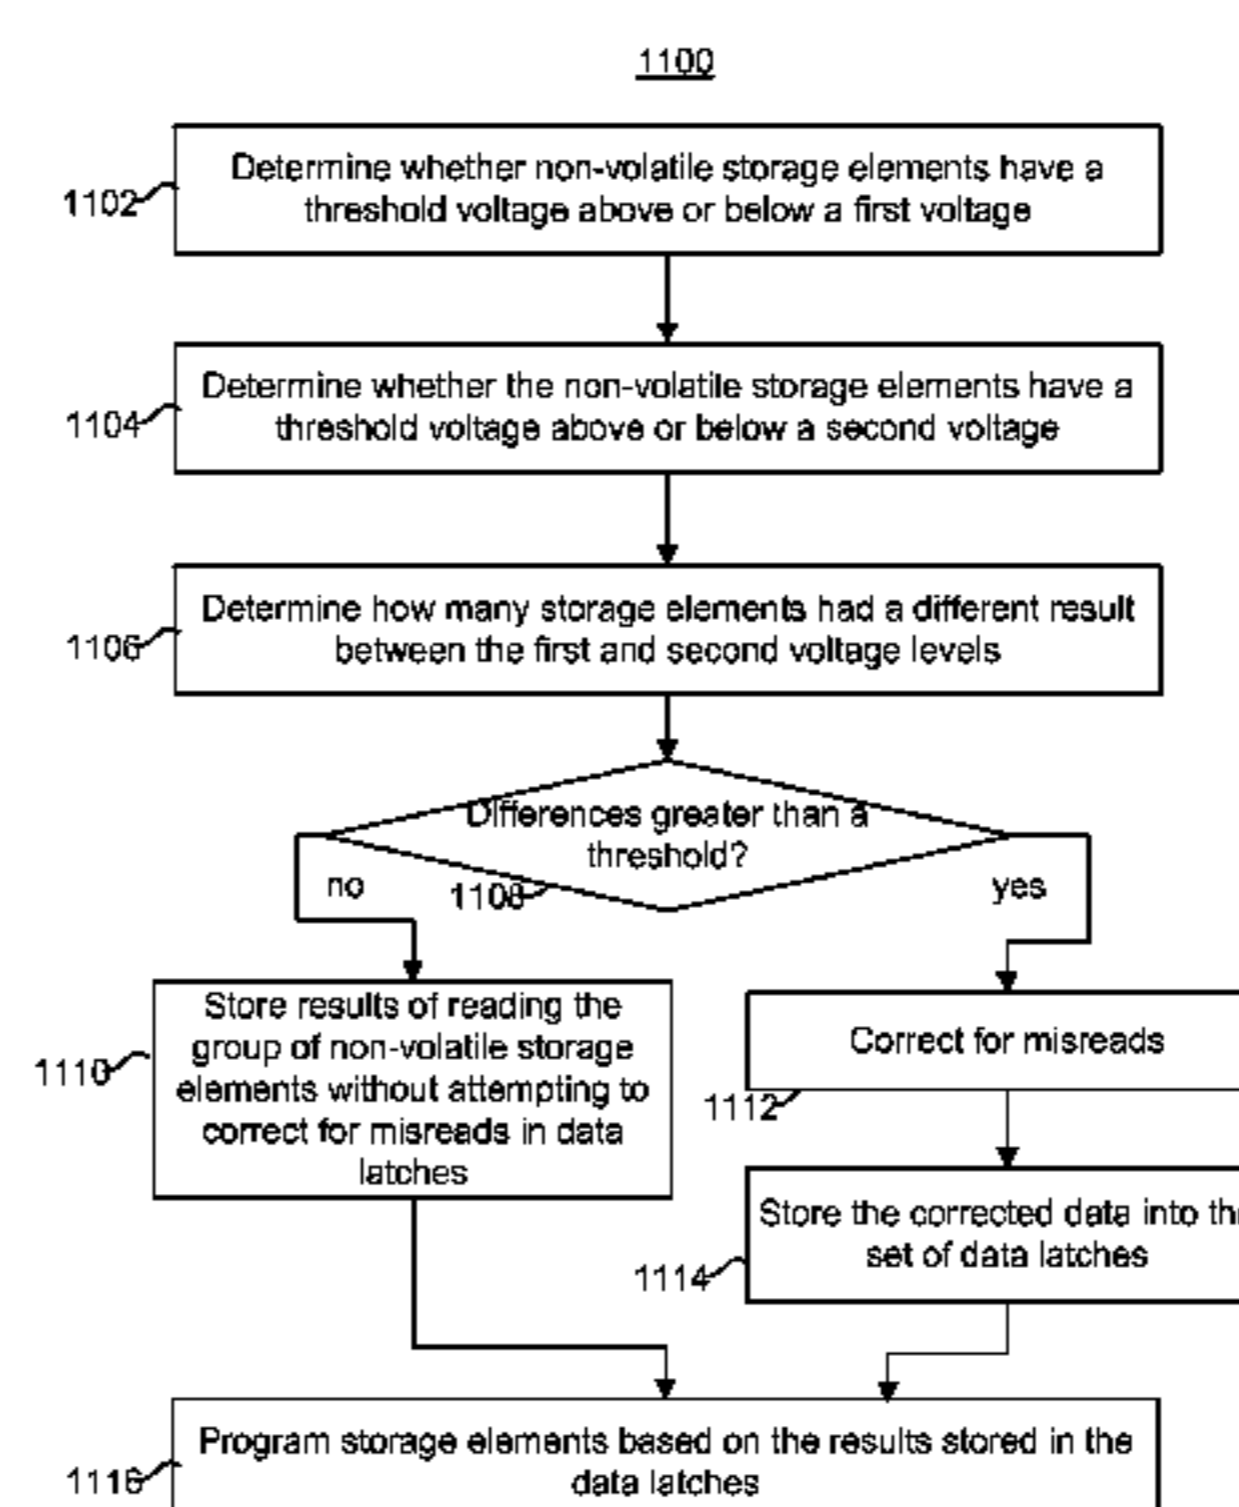 1100
Determine whether non-volatile storage elements have a
threshold voltage above or below a first voltage
1102
Determine whether the non-volatile storage elements have a
threshold voltage above or below a second voltage
1104
Determine how many storage elements had a different result
between the first and second voltage levels
1106
Differences greater than a
threshold?
1108
no
yes
Store results of reading the
group of non-volatile storage
elements without attempting to
correct for misreads in data
latches
1110
Correct for misreads
1112
Store the corrected data into the
set of data latches
1114
Program storage elements based on the results stored in the
data latches
1116